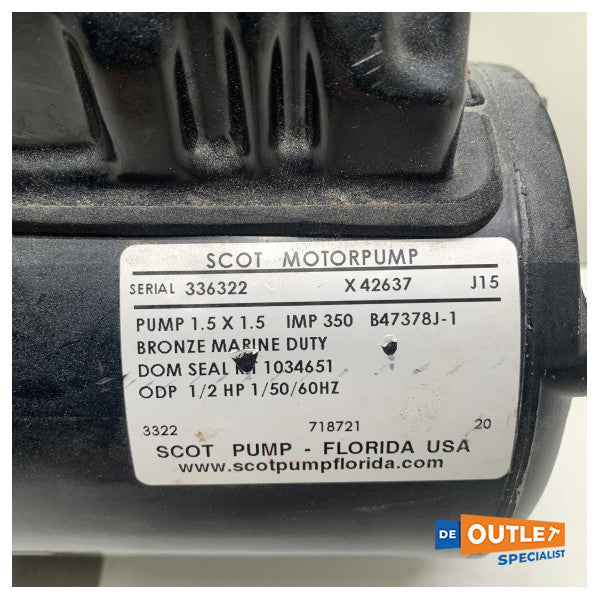 SCOT MOTORPUMP
SERIAL 336322 X 42637 J15
PUMP 1.5 X 1.5 IMP 350 B47378J-1
BRONZE MARINE DUTY
DOM SEAL 1034651
ODP 1/2 HP 1/50/60HZ
3322 718721 20
SCOT PUMP - FLORIDA USA
www.scotpumpflorida.com
DE OUTLET
SPECIALIST